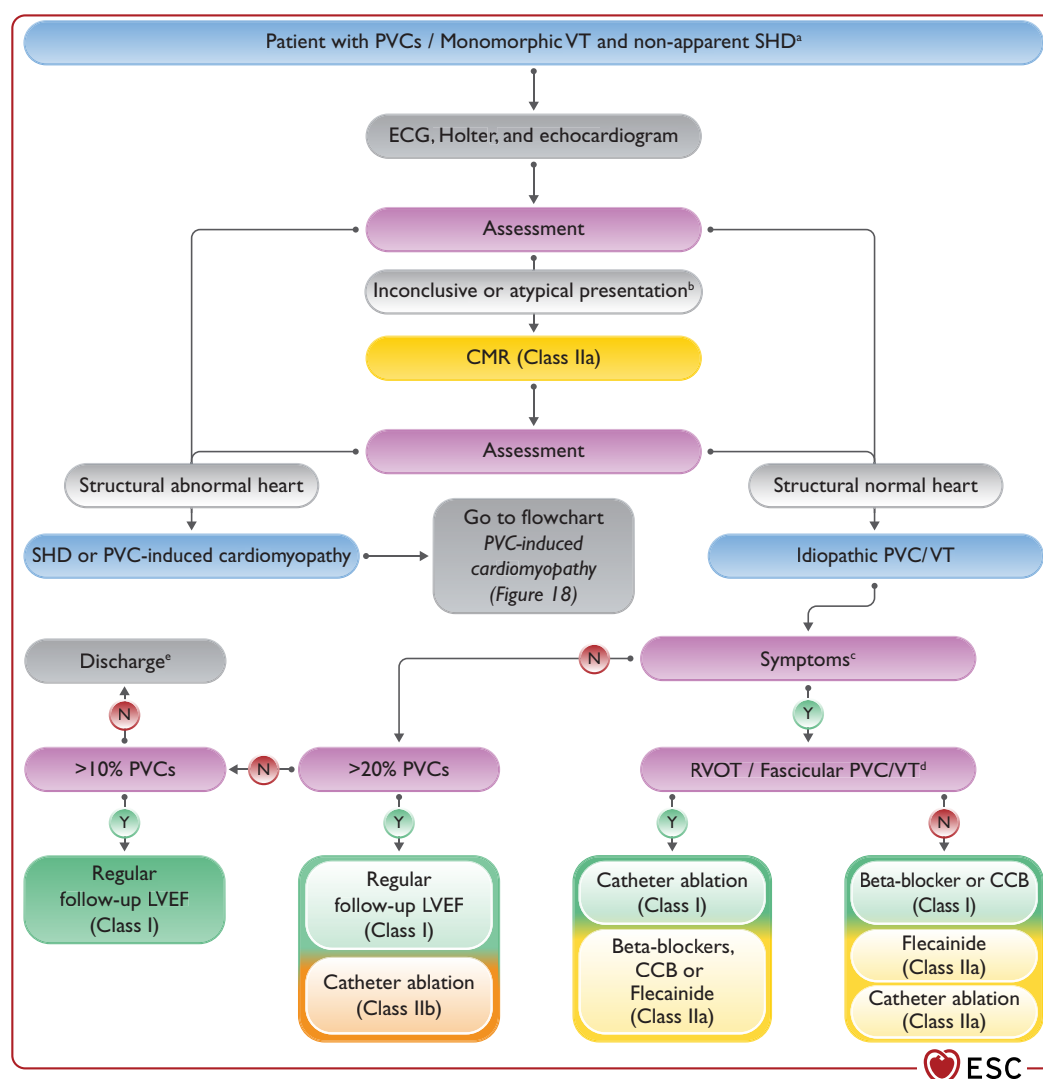 Patient with PVCs / Monomorphic VT and non-apparent SHDa
ECG, Holter, and echocardiogram
Assessment
Inconclusive or atypical presentationb
CMR (Class IIa)
Assessment
Structural abnormal heart
Structural normal heart
SHD or PVC-induced cardiomyopathy
Go to flowchart
PVC-induced
cardiomyopathy
(Figure 18)
Idiopathic PVC/VT
Dischargee
N
Symptomsc
N
Y
>10% PVCs
N
>20% PVCs
RVOT / Fascicular PVC/VTd
Y
Y
Y
N
Regular
follow-up LVEF
(Class I)
Regular
follow-up LVEF
(Class I)
Catheter ablation
(Class IIb)
Catheter ablation
(Class I)
Beta-blockers,
CCB or
Flecainide
(Class IIa)
Beta-blocker or CCB
(Class I)
Flecainide
(Class IIa)
Catheter ablation
(Class IIa)
ESC